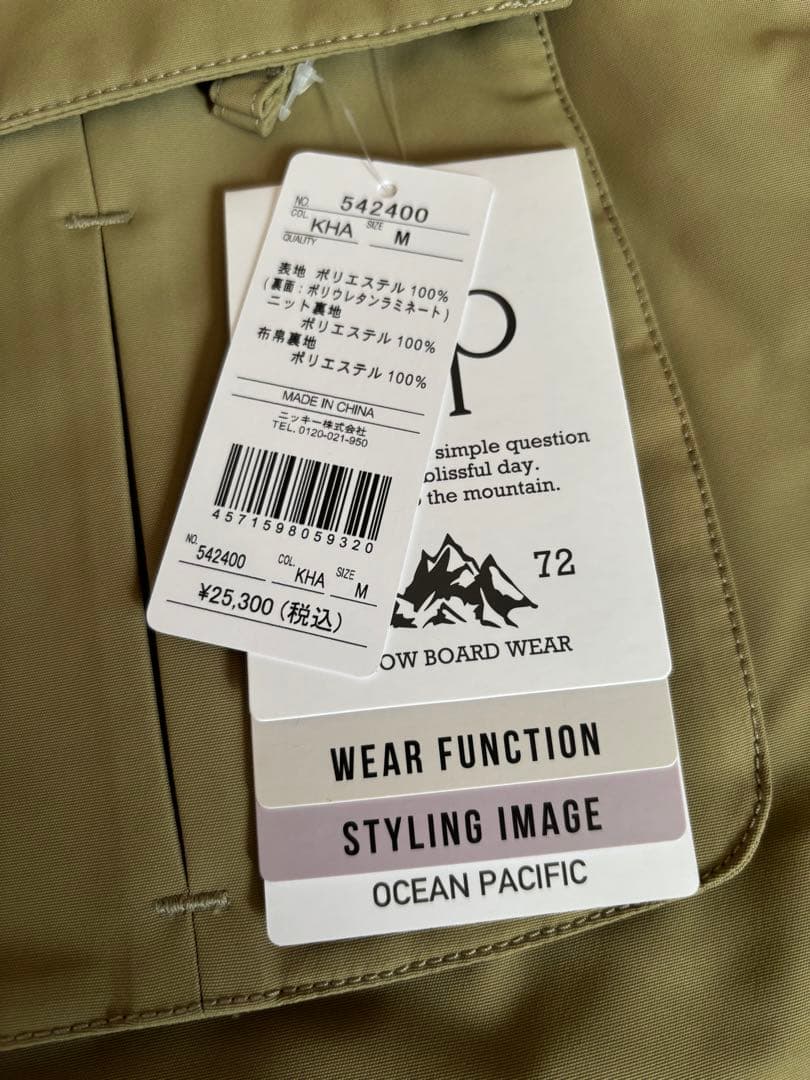 NO. 542400
COL. KHA SIZE M
QUALITY
表地 ポリエステル 100%
(裏面:ポリウレタンラミネート)
ニット裏地
ポリエステル 100%
布帛裏地
ポリエステル 100%
MADE IN CHINA
ニッキー株式会社
TEL. 0120-021-950
4571598059320
NO. 542400 COL. KHA SIZE M
¥25,300(税込)
simple question
blissful day.
the mountain.
72
OW BOARD WEAR
WEAR FUNCTION
STYLING IMAGE
OCEAN PACIFIC